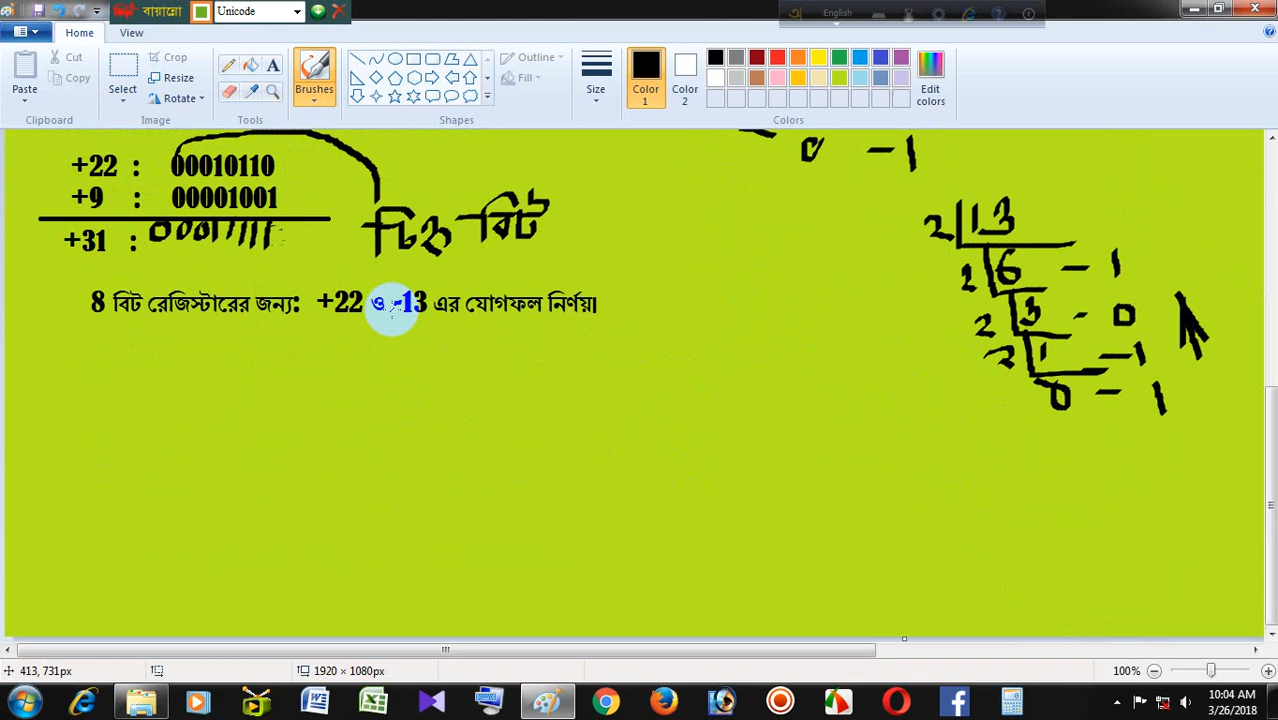 বায়ান্নো Unicode English
Home View
Paste Cut Copy Clipboard
Select Crop Resize Rotate Image
Tools
Brushes
Shapes Outline Fill
Size
Color 1 Color 2 Edit colors Colors
0 - 1
+22 : 00010110
+9 : 00001001
+31 : 00011111
চিহ্ন বিট
8 বিট রেজিস্টারের জন্য: +22 ও -13 এর যোগফল নির্ণয়।
2 13
2 6 - 1
2 3 - 0
2 1 - 1
0 - 1
413, 731px 1920 × 1080px 100%
10:04 AM
3/26/2018